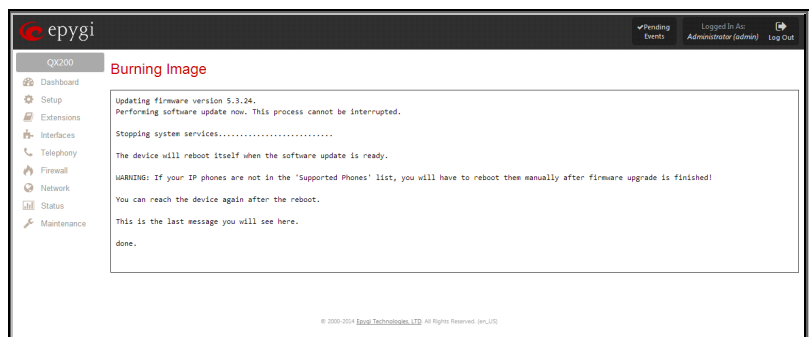 epygi
✔Pending
Events
Logged In As:
Administrator (admin)
Log Out
QX200
Dashboard
Setup
Extensions
Interfaces
Telephony
Firewall
Network
Status
Maintenance
Burning Image
Updating firmware version 5.3.24.
Performing software update now. This process cannot be interrupted.
Stopping system services...........................
The device will reboot itself when the software update is ready.
WARNING: If your IP phones are not in the 'Supported Phones' list, you will have to reboot them manually after firmware upgrade is finished!
You can reach the device again after the reboot.
This is the last message you will see here.
done.
© 2000-2014 Epygi Technologies, LTD. All Rights Reserved. (en_US)